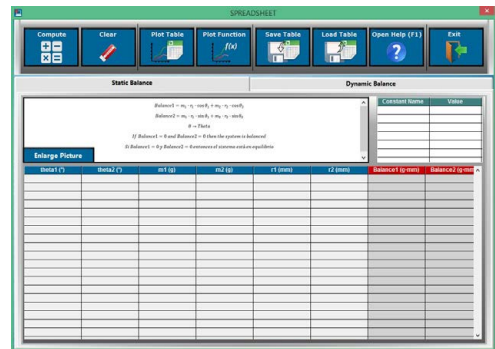 SPREADSHEET
Compute
Clear
Plot Table
Plot Function
f(x)
Save Table
Load Table
Open Help (F1)
?
Exit
Static Balance
Dynamic Balance
Balance1 = m₁ · r₁ · cosθ₁ + m₂ · r₂ · cosθ₂
Balance2 = m₁ · r₁ · sinθ₁ + m₂ · r₂ · sinθ₂
θ → Theta
If Balance1 = 0 and Balance2 = 0 then the system is balanced
Si Balance1 = 0 y Balance2 = 0 entonces el sistema está en equilibrio
Constant Name
Value
Enlarge Picture
theta1 (°)
theta2 (°)
m1 (g)
m2 (g)
r1 (mm)
r2 (mm)
Balance1 (g·mm)
Balance2 (g·mm